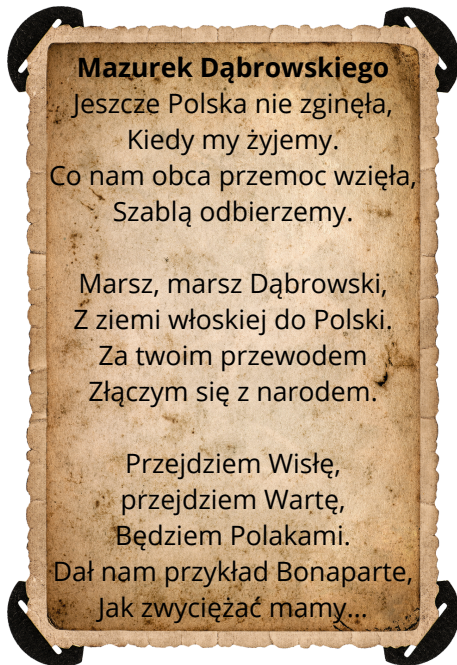 Mazurek Dąbrowskiego
Jeszcze Polska nie zginęła,
Kiedy my żyjemy.
Co nam obca przemoc wzięła,
Szablą odbierzemy.

Marsz, marsz Dąbrowski,
Z ziemi włoskiej do Polski.
Za twoim przewodem
Złączym się z narodem.

Przejdziem Wisłę,
przejdziem Wartę,
Będziem Polakami.
Dał nam przykład Bonaparte,
Jak zwyciężać mamy...